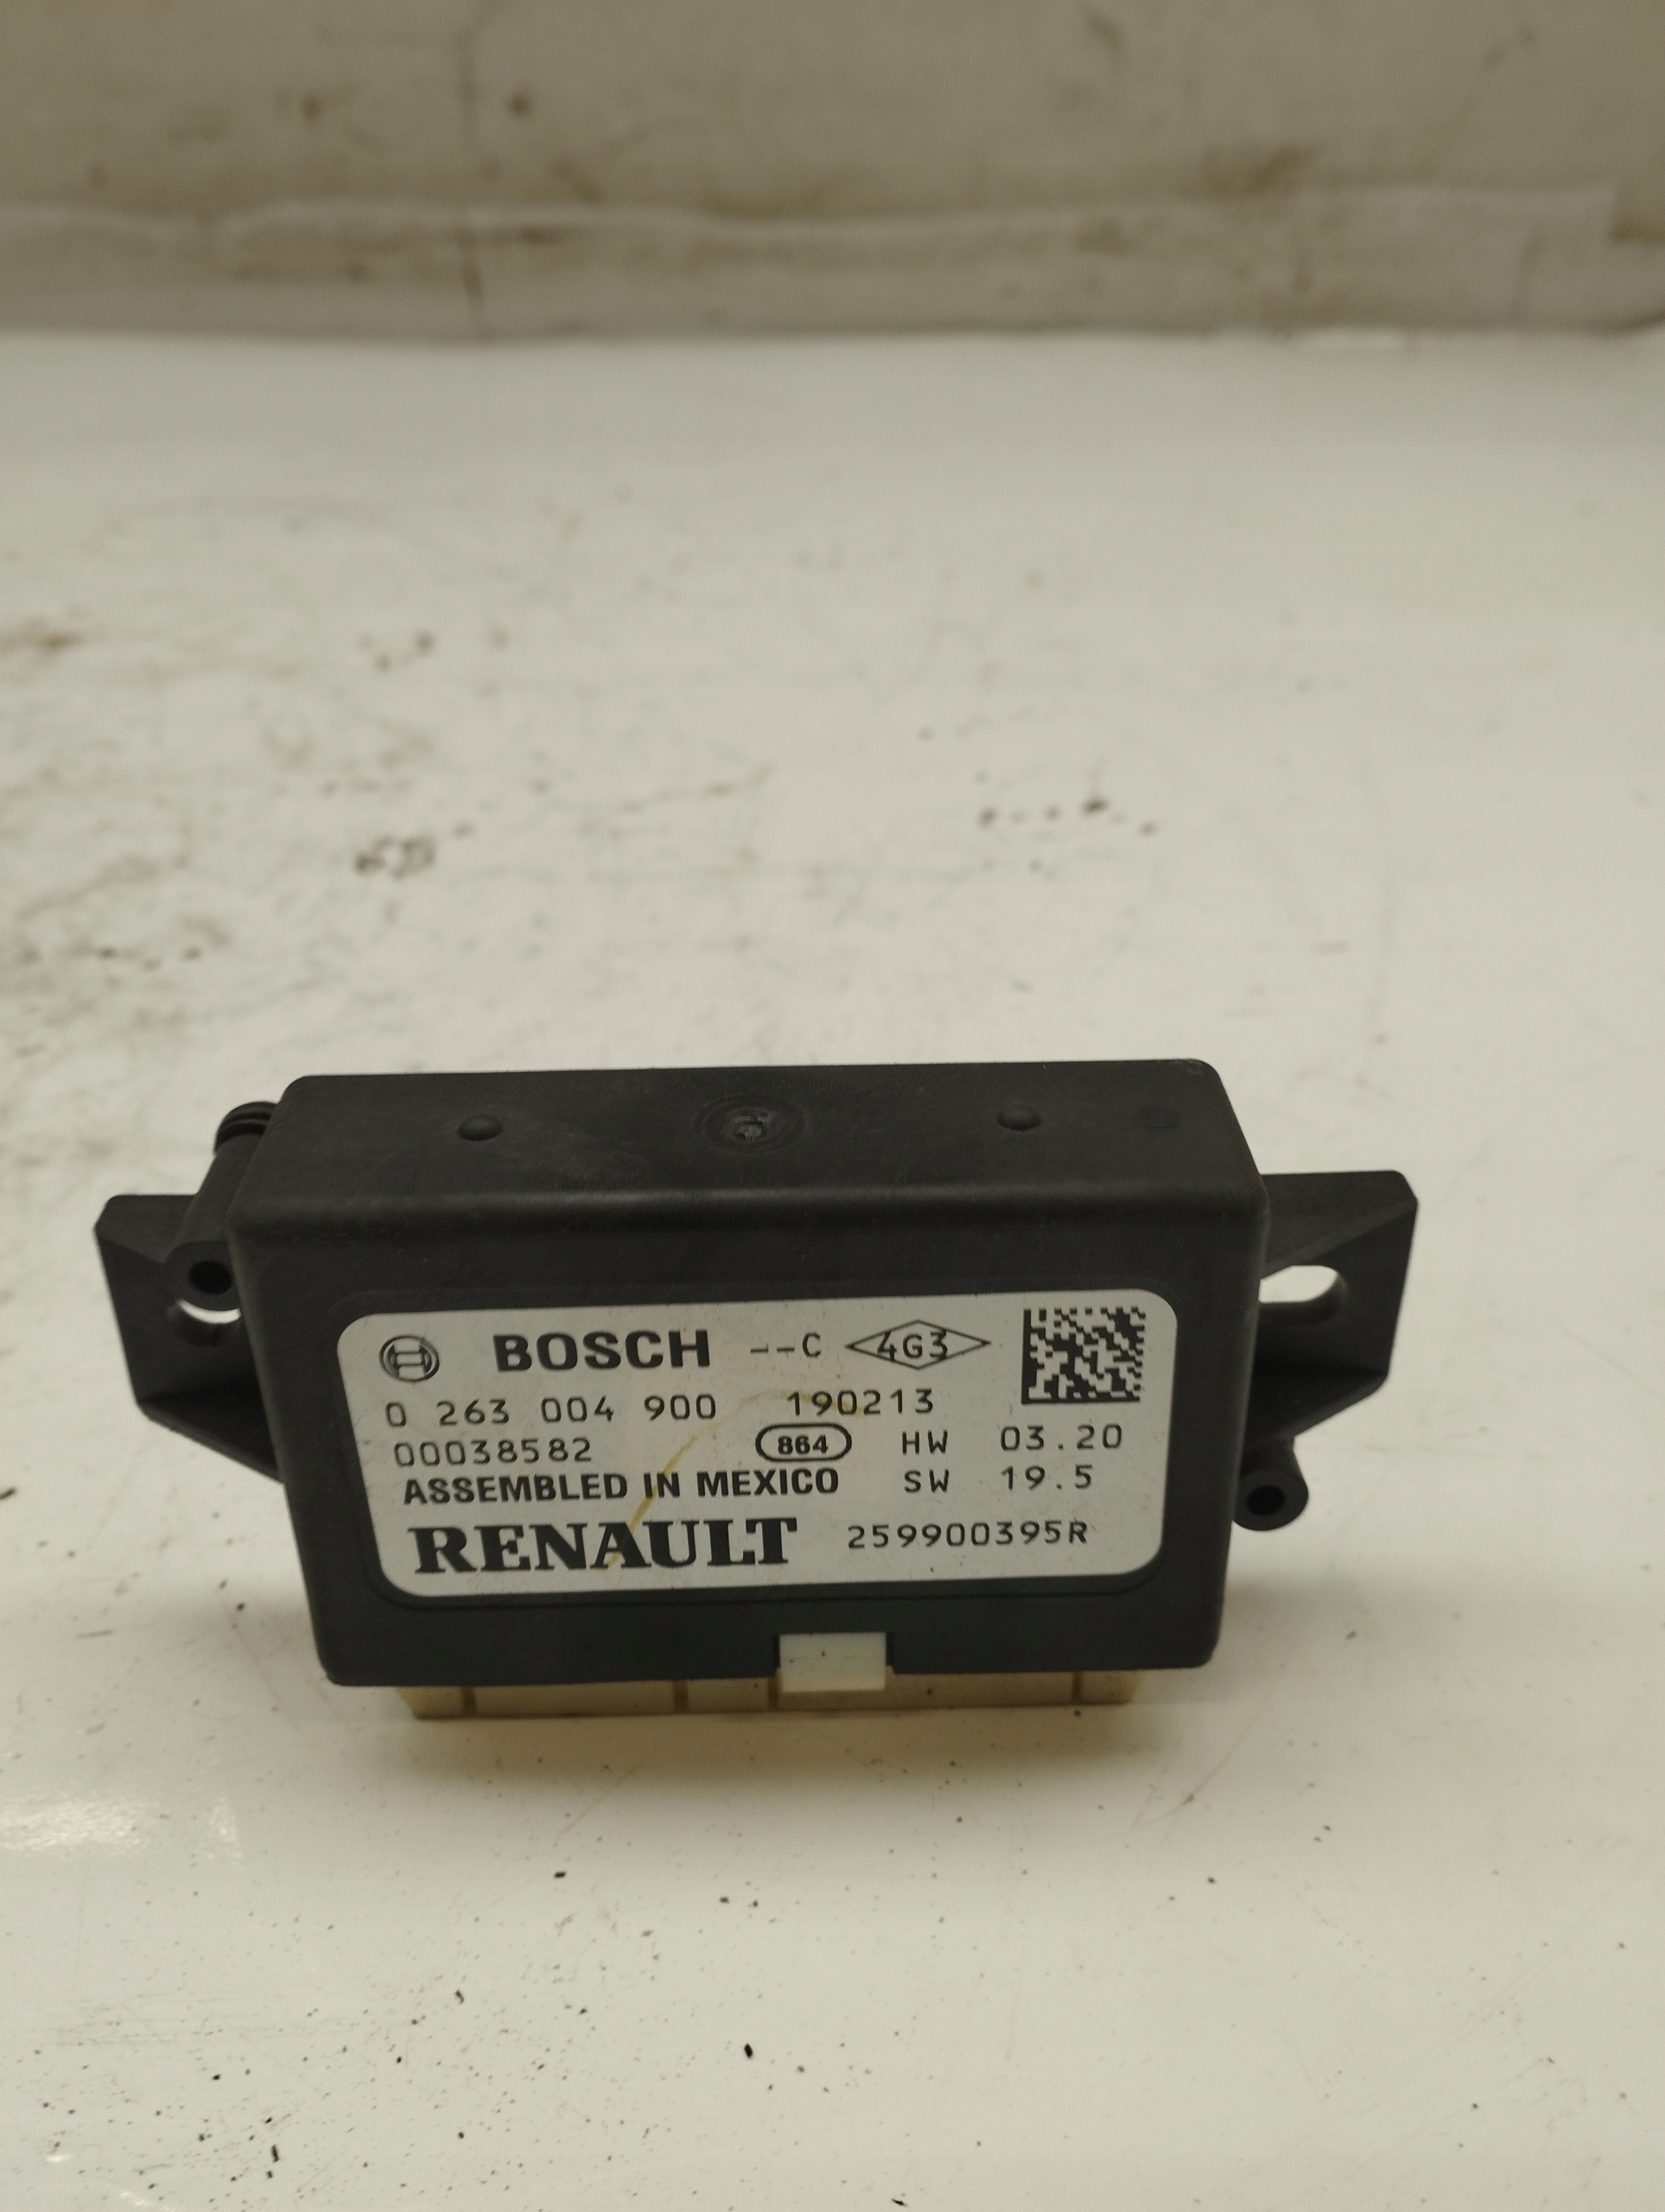 BOSCH --C 4G3
0 263 004 900 190213
00038582 864 HW 03.20
ASSEMBLED IN MEXICO SW 19.5
RENAULT 259900395R